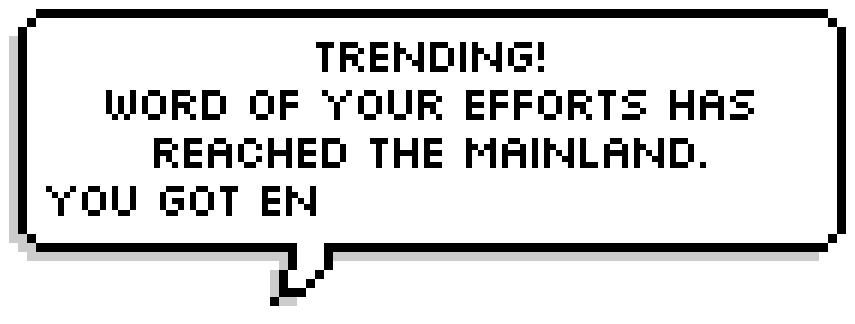 TRENDING!
WORD OF YOUR EFFORTS HAS
REACHED THE MAINLAND.
YOU GOT EN